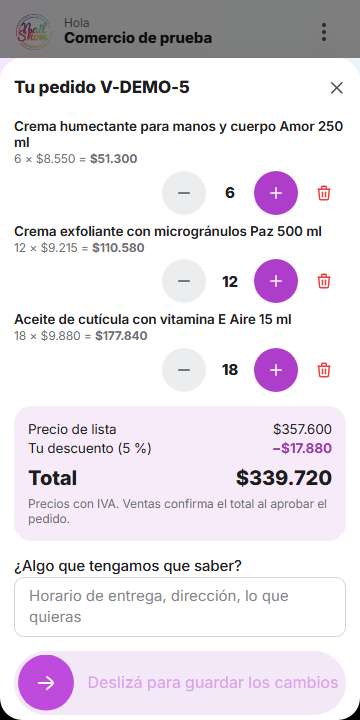 Nail
Show
Hola
Comercio de prueba
Tu pedido V-DEMO-5
Crema humectante para manos y cuerpo Amor 250
ml
6 × $8.550 = $51.300
6
Crema exfoliante con microgránulos Paz 500 ml
12 × $9.215 = $110.580
12
Aceite de cutícula con vitamina E Aire 15 ml
18 × $9.880 = $177.840
18
Precio de lista $357.600
Tu descuento (5 %) −$17.880
Total $339.720
Precios con IVA. Ventas confirma el total al aprobar el
pedido.
¿Algo que tengamos que saber?
Horario de entrega, dirección, lo que
quieras
Deslizá para guardar los cambios